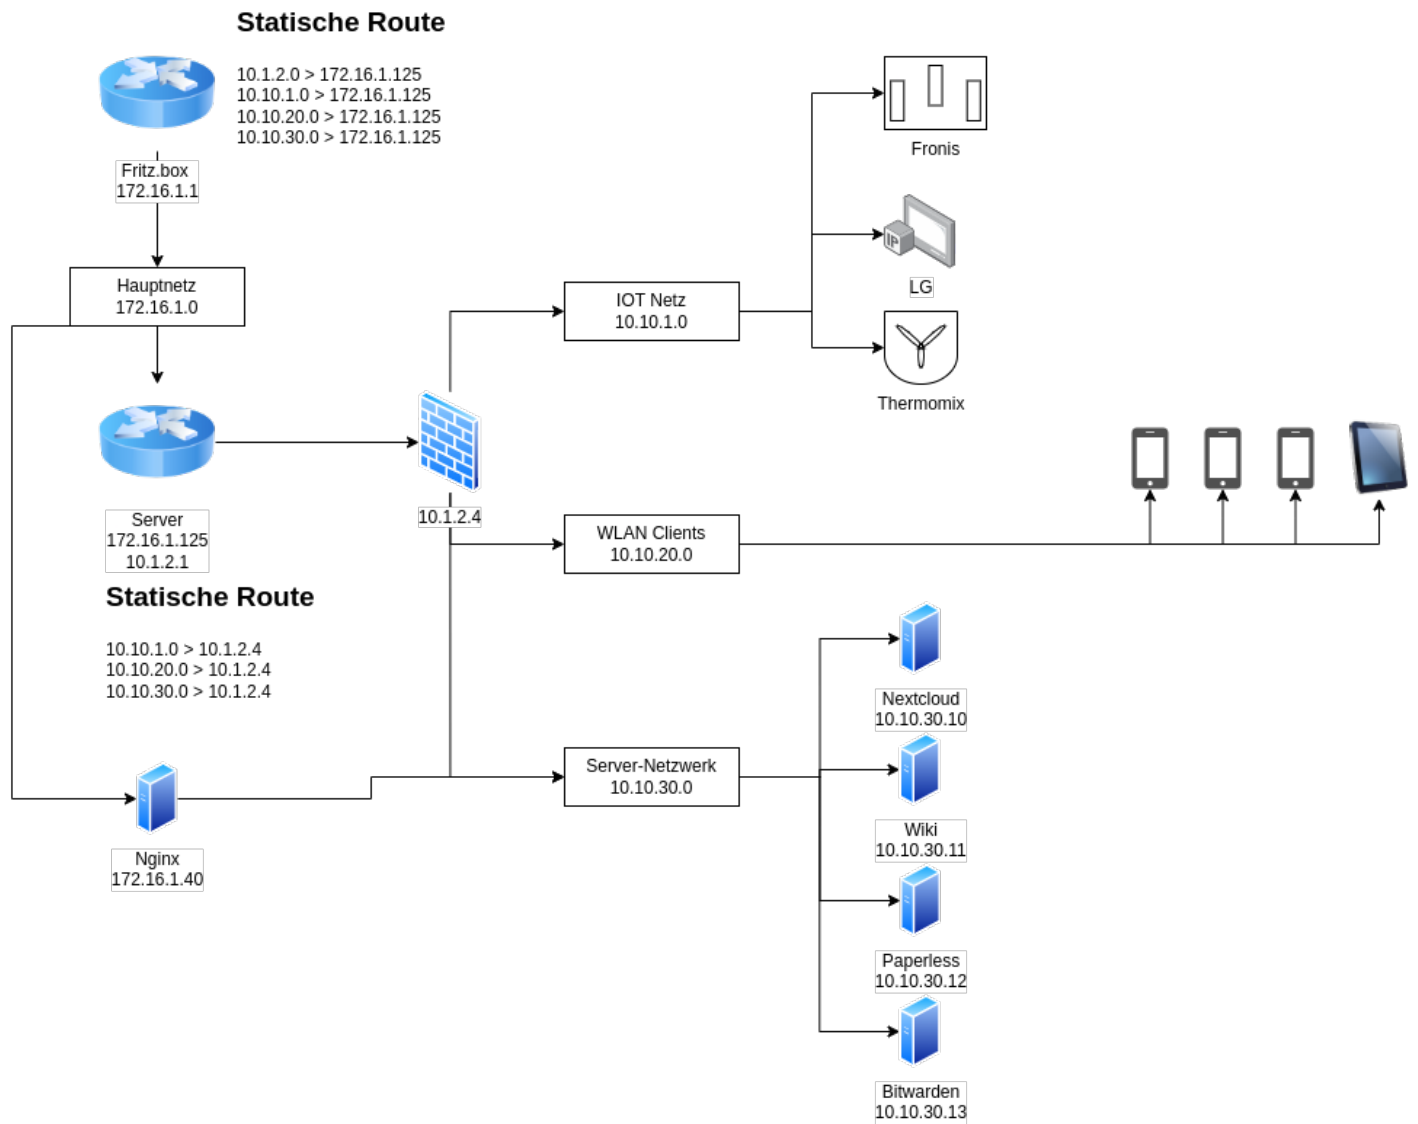 Statische Route
10.1.2.0 > 172.16.1.125
10.10.1.0 > 172.16.1.125
10.10.20.0 > 172.16.1.125
10.10.30.0 > 172.16.1.125
Fritz.box
172.16.1.1
Hauptnetz
172.16.1.0
Server
172.16.1.125
10.1.2.1
Statische Route
10.10.1.0 > 10.1.2.4
10.10.20.0 > 10.1.2.4
10.10.30.0 > 10.1.2.4
Nginx
172.16.1.40
10.1.2.4
IOT Netz
10.10.1.0
Fronis
IP
LG
Thermomix
WLAN Clients
10.10.20.0
Server-Netzwerk
10.10.30.0
Nextcloud
10.10.30.10
Wiki
10.10.30.11
Paperless
10.10.30.12
Bitwarden
10.10.30.13